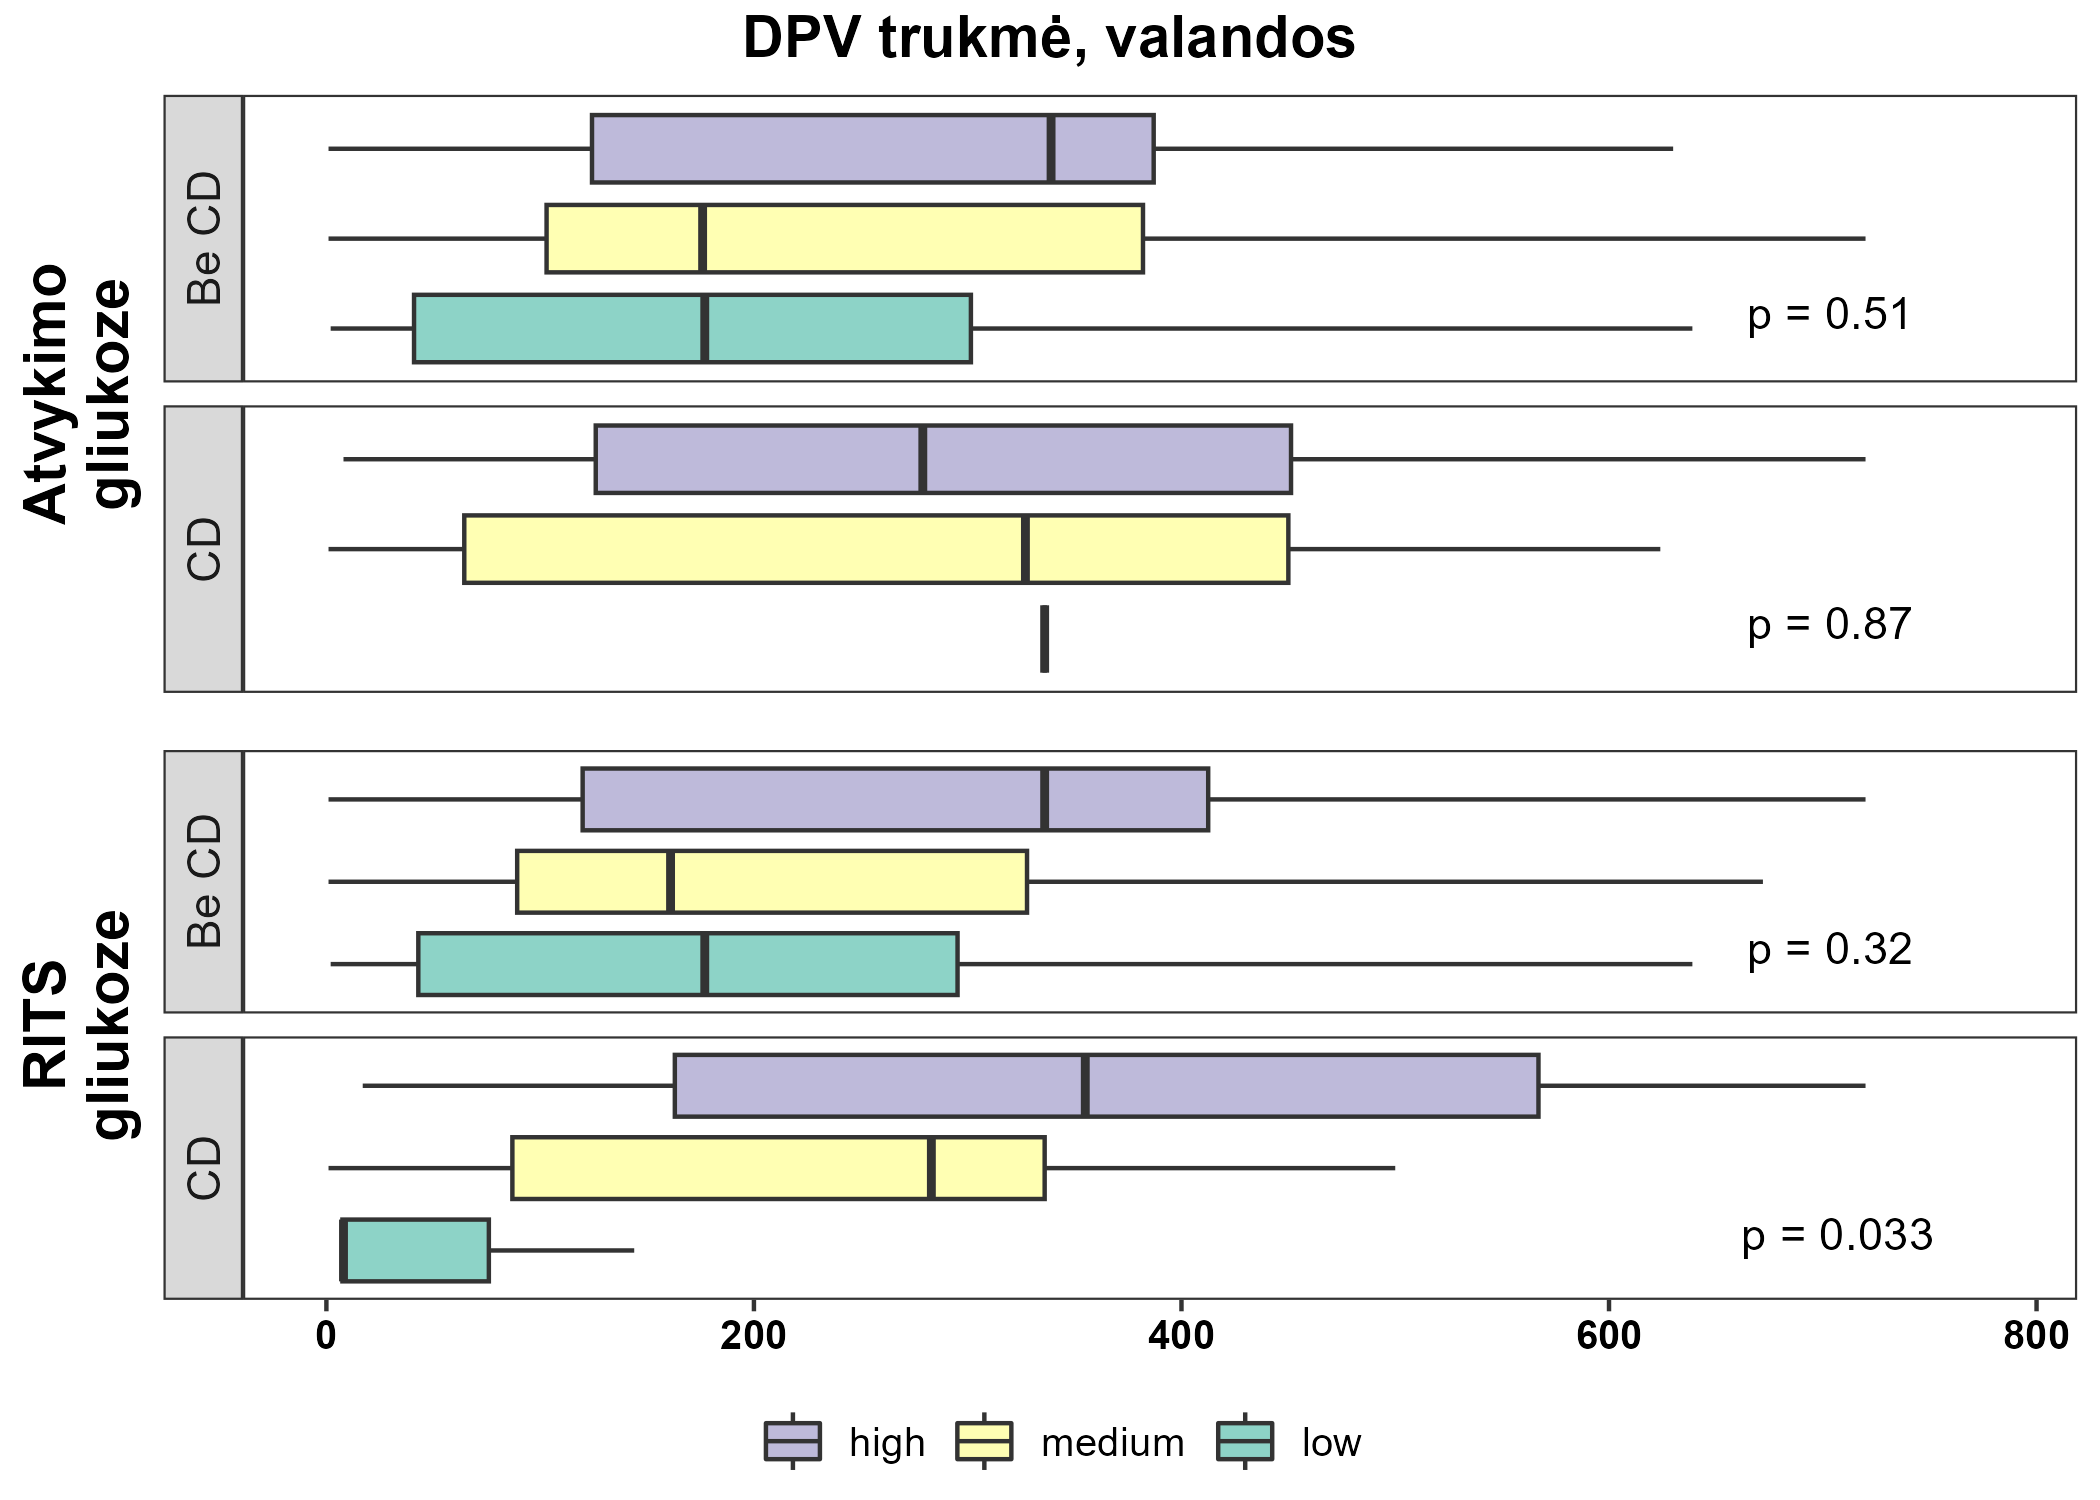 DPV trukmė, valandos
Atvykimo
gliukoze
Be CD
p = 0.51
CD
p = 0.87
RITS
gliukoze
Be CD
p = 0.32
CD
p = 0.033
0 200 400 600 800
high medium low